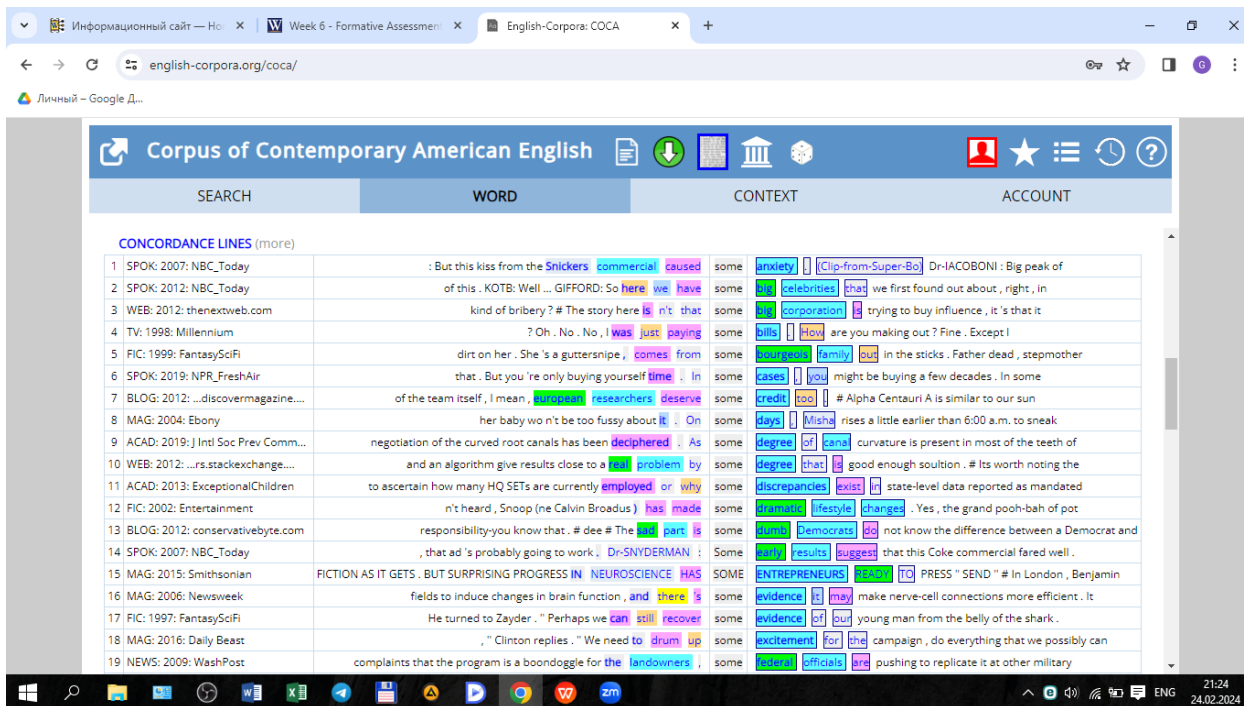 Информационный сайт — Но
Week 6 - Formative Assessment
English-Corpora: COCA
english-corpora.org/coca/
G
Личный – Google Д...
Corpus of Contemporary American English
SEARCH WORD CONTEXT ACCOUNT
CONCORDANCE LINES (more)
1 SPOK: 2007: NBC_Today : But this kiss from the Snickers commercial caused some anxiety . (Clip-from-Super-Bo) Dr-IACOBONI : Big peak of
2 SPOK: 2012: NBC_Today of this . KOTB: Well ... GIFFORD: So here we have some big celebrities that we first found out about , right , in
3 WEB: 2012: thenextweb.com kind of bribery ? # The story here is n't that some big corporation is trying to buy influence , it 's that it
4 TV: 1998: Millennium ? Oh . No . No , I was just paying some bills . How are you making out ? Fine . Except I
5 FIC: 1999: FantasySciFi dirt on her . She 's a guttersnipe , comes from some bourgeois family out in the sticks . Father dead , stepmother
6 SPOK: 2019: NPR_FreshAir that . But you 're only buying yourself time . In some cases , you might be buying a few decades . In some
7 BLOG: 2012: ...discovermagazine.... of the team itself , I mean , european researchers deserve some credit too . # Alpha Centauri A is similar to our sun
8 MAG: 2004: Ebony her baby wo n't be too fussy about it . On some days , Misha rises a little earlier than 6:00 a.m. to sneak
9 ACAD: 2019: J Intl Soc Prev Comm... negotiation of the curved root canals has been deciphered . As some degree of canal curvature is present in most of the teeth of
10 WEB: 2012: ...rs.stackexchange.... and an algorithm give results close to a real problem by some degree that is good enough soultion . # Its worth noting the
11 ACAD: 2013: ExceptionalChildren to ascertain how many HQ SETs are currently employed or why some discrepancies exist in state-level data reported as mandated
12 FIC: 2002: Entertainment n't heard , Snoop (ne Calvin Broadus ) has made some dramatic lifestyle changes . Yes , the grand pooh-bah of pot
13 BLOG: 2012: conservativebyte.com responsibility-you know that . # dee # The sad part is some dumb Democrats do not know the difference between a Democrat and
14 SPOK: 2007: NBC_Today , that ad 's probably going to work . Dr-SNYDERMAN : Some early results suggest that this Coke commercial fared well .
15 MAG: 2015: Smithsonian FICTION AS IT GETS . BUT SURPRISING PROGRESS IN NEUROSCIENCE HAS SOME ENTREPRENEURS READY TO PRESS " SEND " # In London , Benjamin
16 MAG: 2006: Newsweek fields to induce changes in brain function , and there 's some evidence it may make nerve-cell connections more efficient . It
17 FIC: 1997: FantasySciFi He turned to Zayder . " Perhaps we can still recover some evidence of our young man from the belly of the shark .
18 MAG: 2016: Daily Beast , " Clinton replies . " We need to drum up some excitement for the campaign , do everything that we possibly can
19 NEWS: 2009: WashPost complaints that the program is a boondoggle for the landowners , some federal officials are pushing to replicate it at other military
zm ENG 21:24
24.02.2024